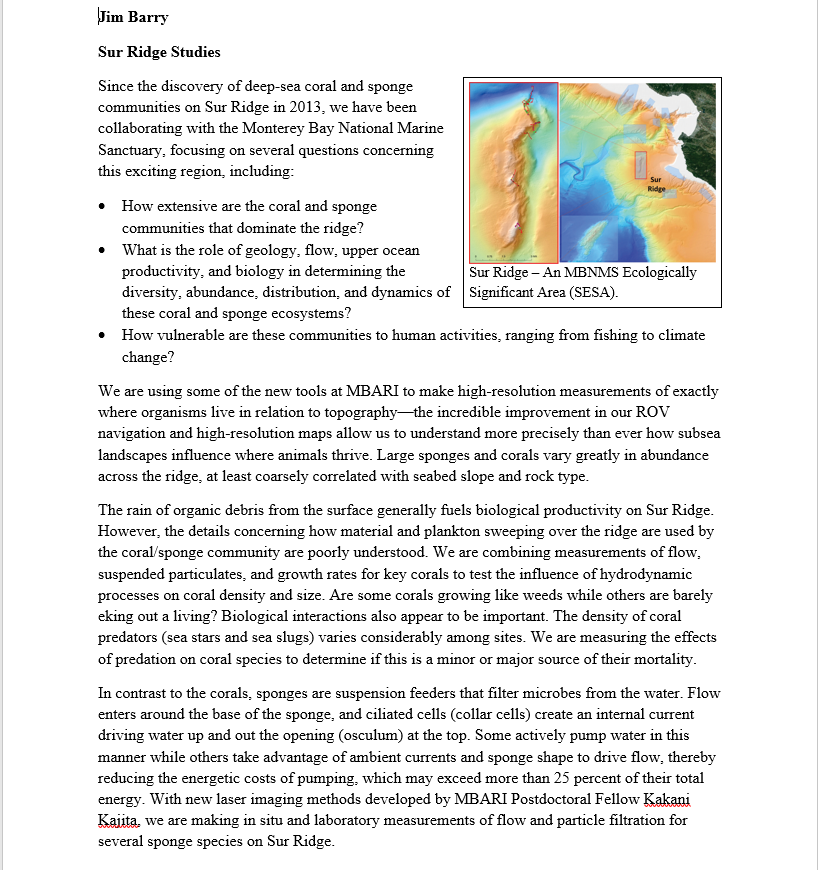 Jim Barry
Sur Ridge Studies
Since the discovery of deep-sea coral and sponge
communities on Sur Ridge in 2013, we have been
collaborating with the Monterey Bay National Marine
Sanctuary, focusing on several questions concerning
this exciting region, including:
• How extensive are the coral and sponge
communities that dominate the ridge?
• What is the role of geology, flow, upper ocean
productivity, and biology in determining the
diversity, abundance, distribution, and dynamics of
these coral and sponge ecosystems?
Sur
Ridge
Sur Ridge – An MBNMS Ecologically
Significant Area (SESA).
• How vulnerable are these communities to human activities, ranging from fishing to climate
change?
We are using some of the new tools at MBARI to make high-resolution measurements of exactly
where organisms live in relation to topography—the incredible improvement in our ROV
navigation and high-resolution maps allow us to understand more precisely than ever how subsea
landscapes influence where animals thrive. Large sponges and corals vary greatly in abundance
across the ridge, at least coarsely correlated with seabed slope and rock type.
The rain of organic debris from the surface generally fuels biological productivity on Sur Ridge.
However, the details concerning how material and plankton sweeping over the ridge are used by
the coral/sponge community are poorly understood. We are combining measurements of flow,
suspended particulates, and growth rates for key corals to test the influence of hydrodynamic
processes on coral density and size. Are some corals growing like weeds while others are barely
eking out a living? Biological interactions also appear to be important. The density of coral
predators (sea stars and sea slugs) varies considerably among sites. We are measuring the effects
of predation on coral species to determine if this is a minor or major source of their mortality.
In contrast to the corals, sponges are suspension feeders that filter microbes from the water. Flow
enters around the base of the sponge, and ciliated cells (collar cells) create an internal current
driving water up and out the opening (osculum) at the top. Some actively pump water in this
manner while others take advantage of ambient currents and sponge shape to drive flow, thereby
reducing the energetic costs of pumping, which may exceed more than 25 percent of their total
energy. With new laser imaging methods developed by MBARI Postdoctoral Fellow Kakani
Kajita, we are making in situ and laboratory measurements of flow and particle filtration for
several sponge species on Sur Ridge.